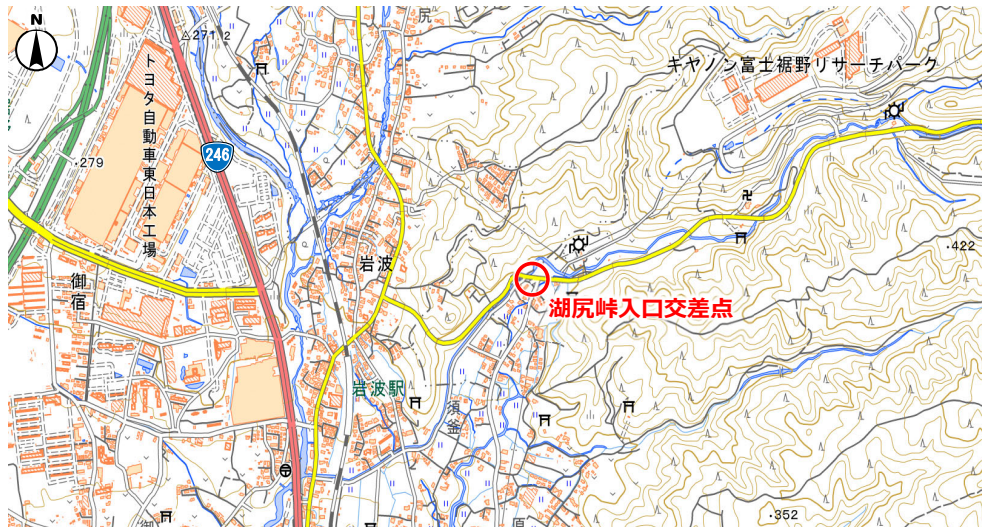 N
尻
△271.2
キヤノン富士裾野リサーチパーク
トヨタ自動車東日本工場
246
・279
岩波
・422
御宿
湖尻峠入口交差点
岩波駅
須釜
・352
御